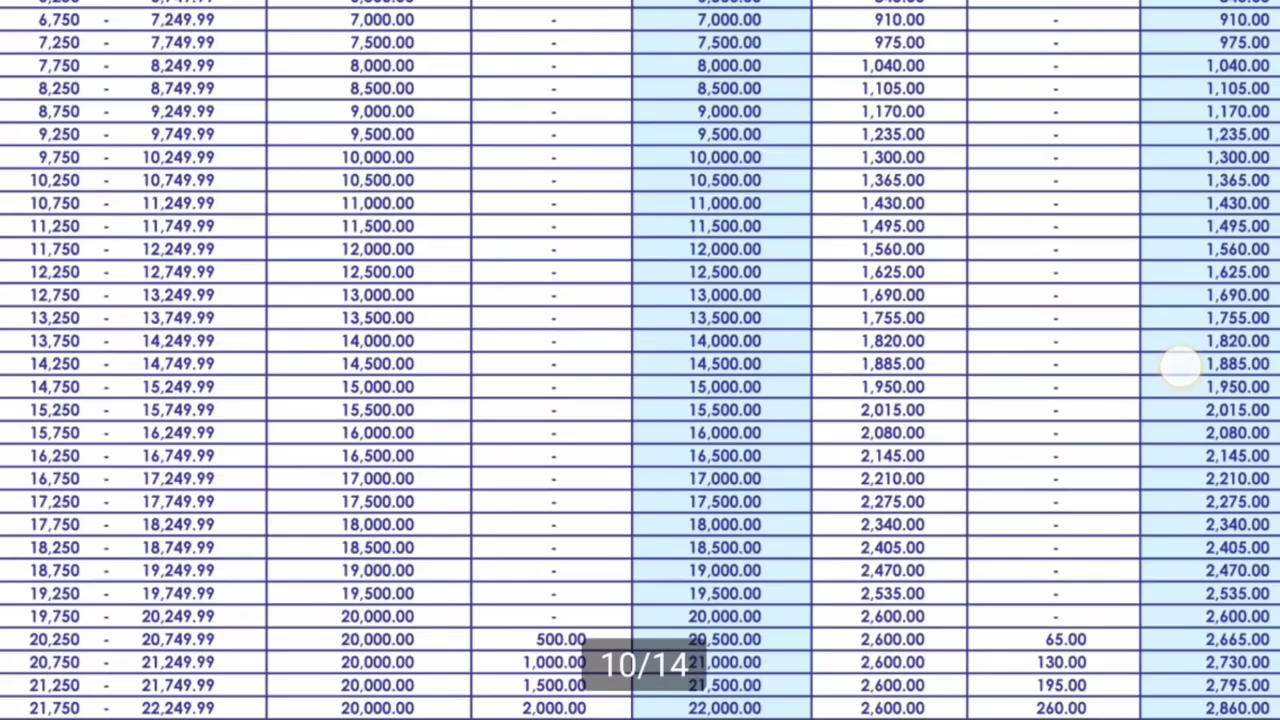 6,750 - 7,249.99 7,000.00 - 7,000.00 910.00 - 910.00
7,250 - 7,749.99 7,500.00 - 7,500.00 975.00 - 975.00
7,750 - 8,249.99 8,000.00 - 8,000.00 1,040.00 - 1,040.00
8,250 - 8,749.99 8,500.00 - 8,500.00 1,105.00 - 1,105.00
8,750 - 9,249.99 9,000.00 - 9,000.00 1,170.00 - 1,170.00
9,250 - 9,749.99 9,500.00 - 9,500.00 1,235.00 - 1,235.00
9,750 - 10,249.99 10,000.00 - 10,000.00 1,300.00 - 1,300.00
10,250 - 10,749.99 10,500.00 - 10,500.00 1,365.00 - 1,365.00
10,750 - 11,249.99 11,000.00 - 11,000.00 1,430.00 - 1,430.00
11,250 - 11,749.99 11,500.00 - 11,500.00 1,495.00 - 1,495.00
11,750 - 12,249.99 12,000.00 - 12,000.00 1,560.00 - 1,560.00
12,250 - 12,749.99 12,500.00 - 12,500.00 1,625.00 - 1,625.00
12,750 - 13,249.99 13,000.00 - 13,000.00 1,690.00 - 1,690.00
13,250 - 13,749.99 13,500.00 - 13,500.00 1,755.00 - 1,755.00
13,750 - 14,249.99 14,000.00 - 14,000.00 1,820.00 - 1,820.00
14,250 - 14,749.99 14,500.00 - 14,500.00 1,885.00 - 1,885.00
14,750 - 15,249.99 15,000.00 - 15,000.00 1,950.00 - 1,950.00
15,250 - 15,749.99 15,500.00 - 15,500.00 2,015.00 - 2,015.00
15,750 - 16,249.99 16,000.00 - 16,000.00 2,080.00 - 2,080.00
16,250 - 16,749.99 16,500.00 - 16,500.00 2,145.00 - 2,145.00
16,750 - 17,249.99 17,000.00 - 17,000.00 2,210.00 - 2,210.00
17,250 - 17,749.99 17,500.00 - 17,500.00 2,275.00 - 2,275.00
17,750 - 18,249.99 18,000.00 - 18,000.00 2,340.00 - 2,340.00
18,250 - 18,749.99 18,500.00 - 18,500.00 2,405.00 - 2,405.00
18,750 - 19,249.99 19,000.00 - 19,000.00 2,470.00 - 2,470.00
19,250 - 19,749.99 19,500.00 - 19,500.00 2,535.00 - 2,535.00
19,750 - 20,249.99 20,000.00 - 20,000.00 2,600.00 - 2,600.00
20,250 - 20,749.99 20,000.00 500.00 20,500.00 2,600.00 65.00 2,665.00
20,750 - 21,249.99 20,000.00 1,000.00 21,000.00 2,600.00 130.00 2,730.00
10/14
21,250 - 21,749.99 20,000.00 1,500.00 21,500.00 2,600.00 195.00 2,795.00
21,750 - 22,249.99 20,000.00 2,000.00 22,000.00 2,600.00 260.00 2,860.00